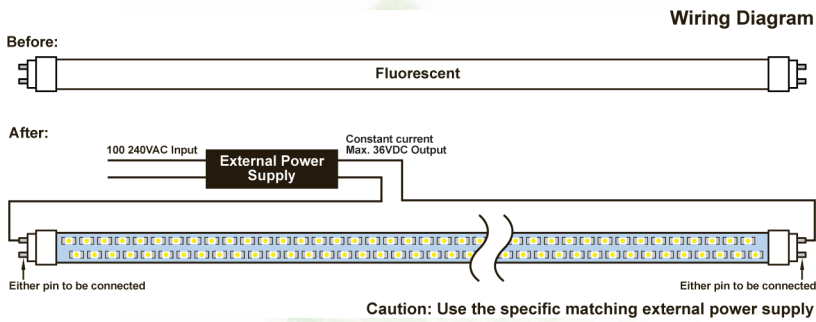 Wiring Diagram
Before:
Fluorescent
After:
100 240VAC Input
External Power
Supply
Constant current
Max. 36VDC Output
Either pin to be connected
Either pin to be connected
Caution: Use the specific matching external power supply